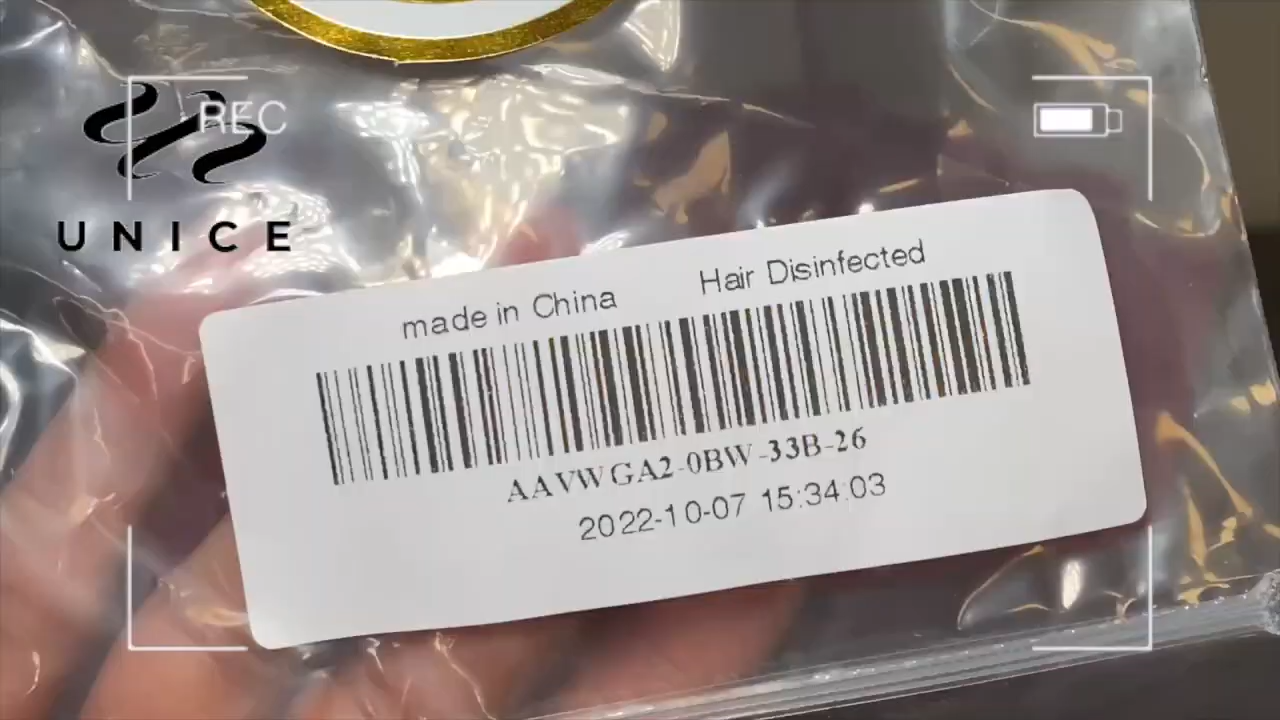 REC
UNICE
made in China Hair Disinfected
AAVWGA2-0BW-33B-26
2022-10-07 15:34:03